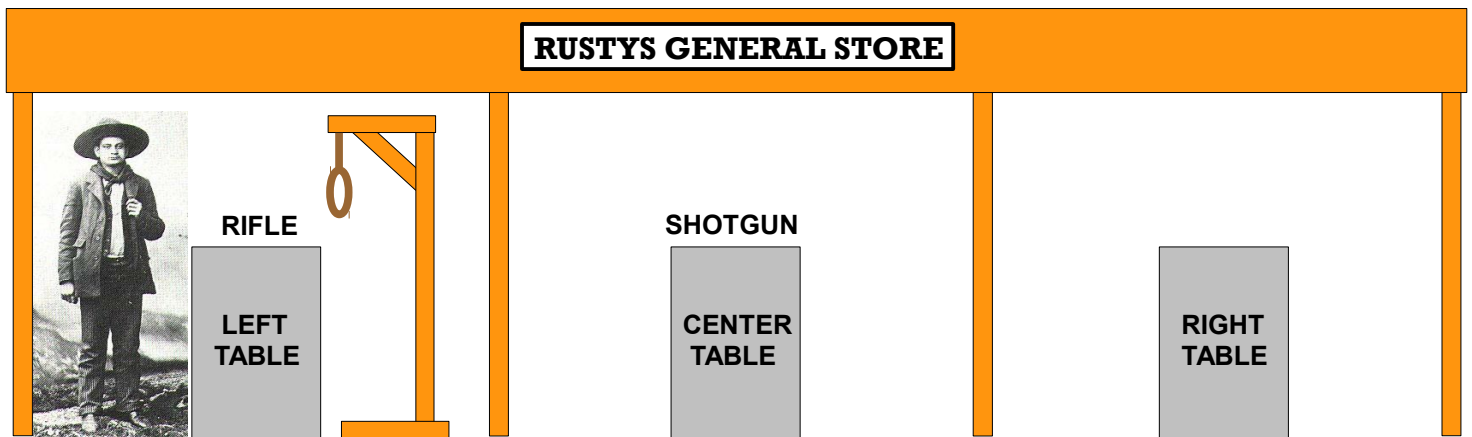 RUSTYS GENERAL STORE
RIFLE
SHOTGUN
LEFT
TABLE
CENTER
TABLE
RIGHT
TABLE